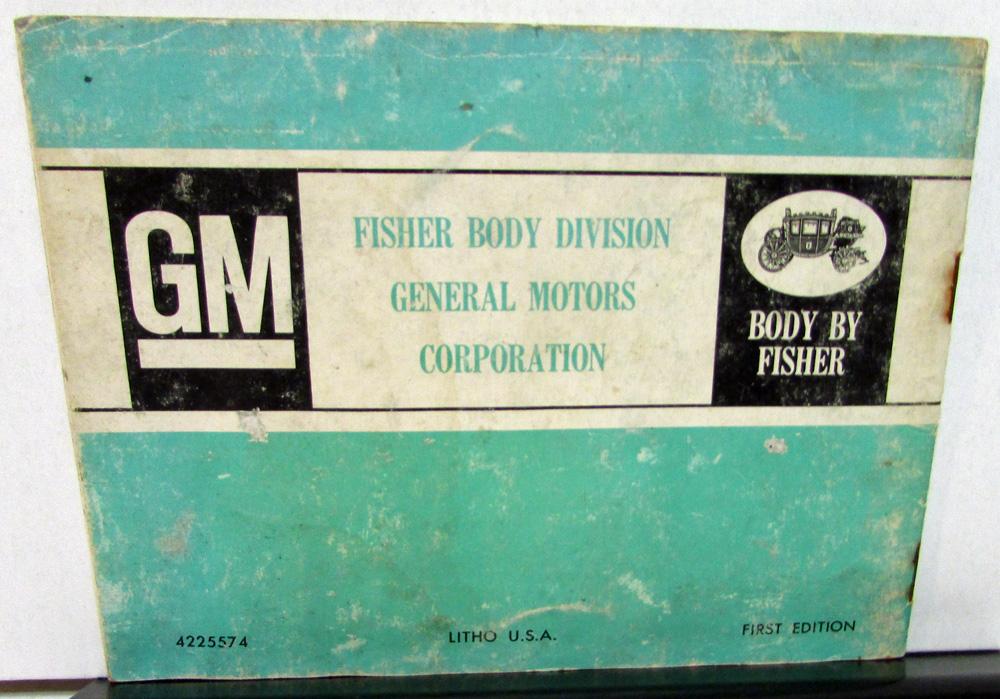 GM
FISHER BODY DIVISION
GENERAL MOTORS
CORPORATION
BODY BY
FISHER
4225574
LITHO U.S.A.
FIRST EDITION